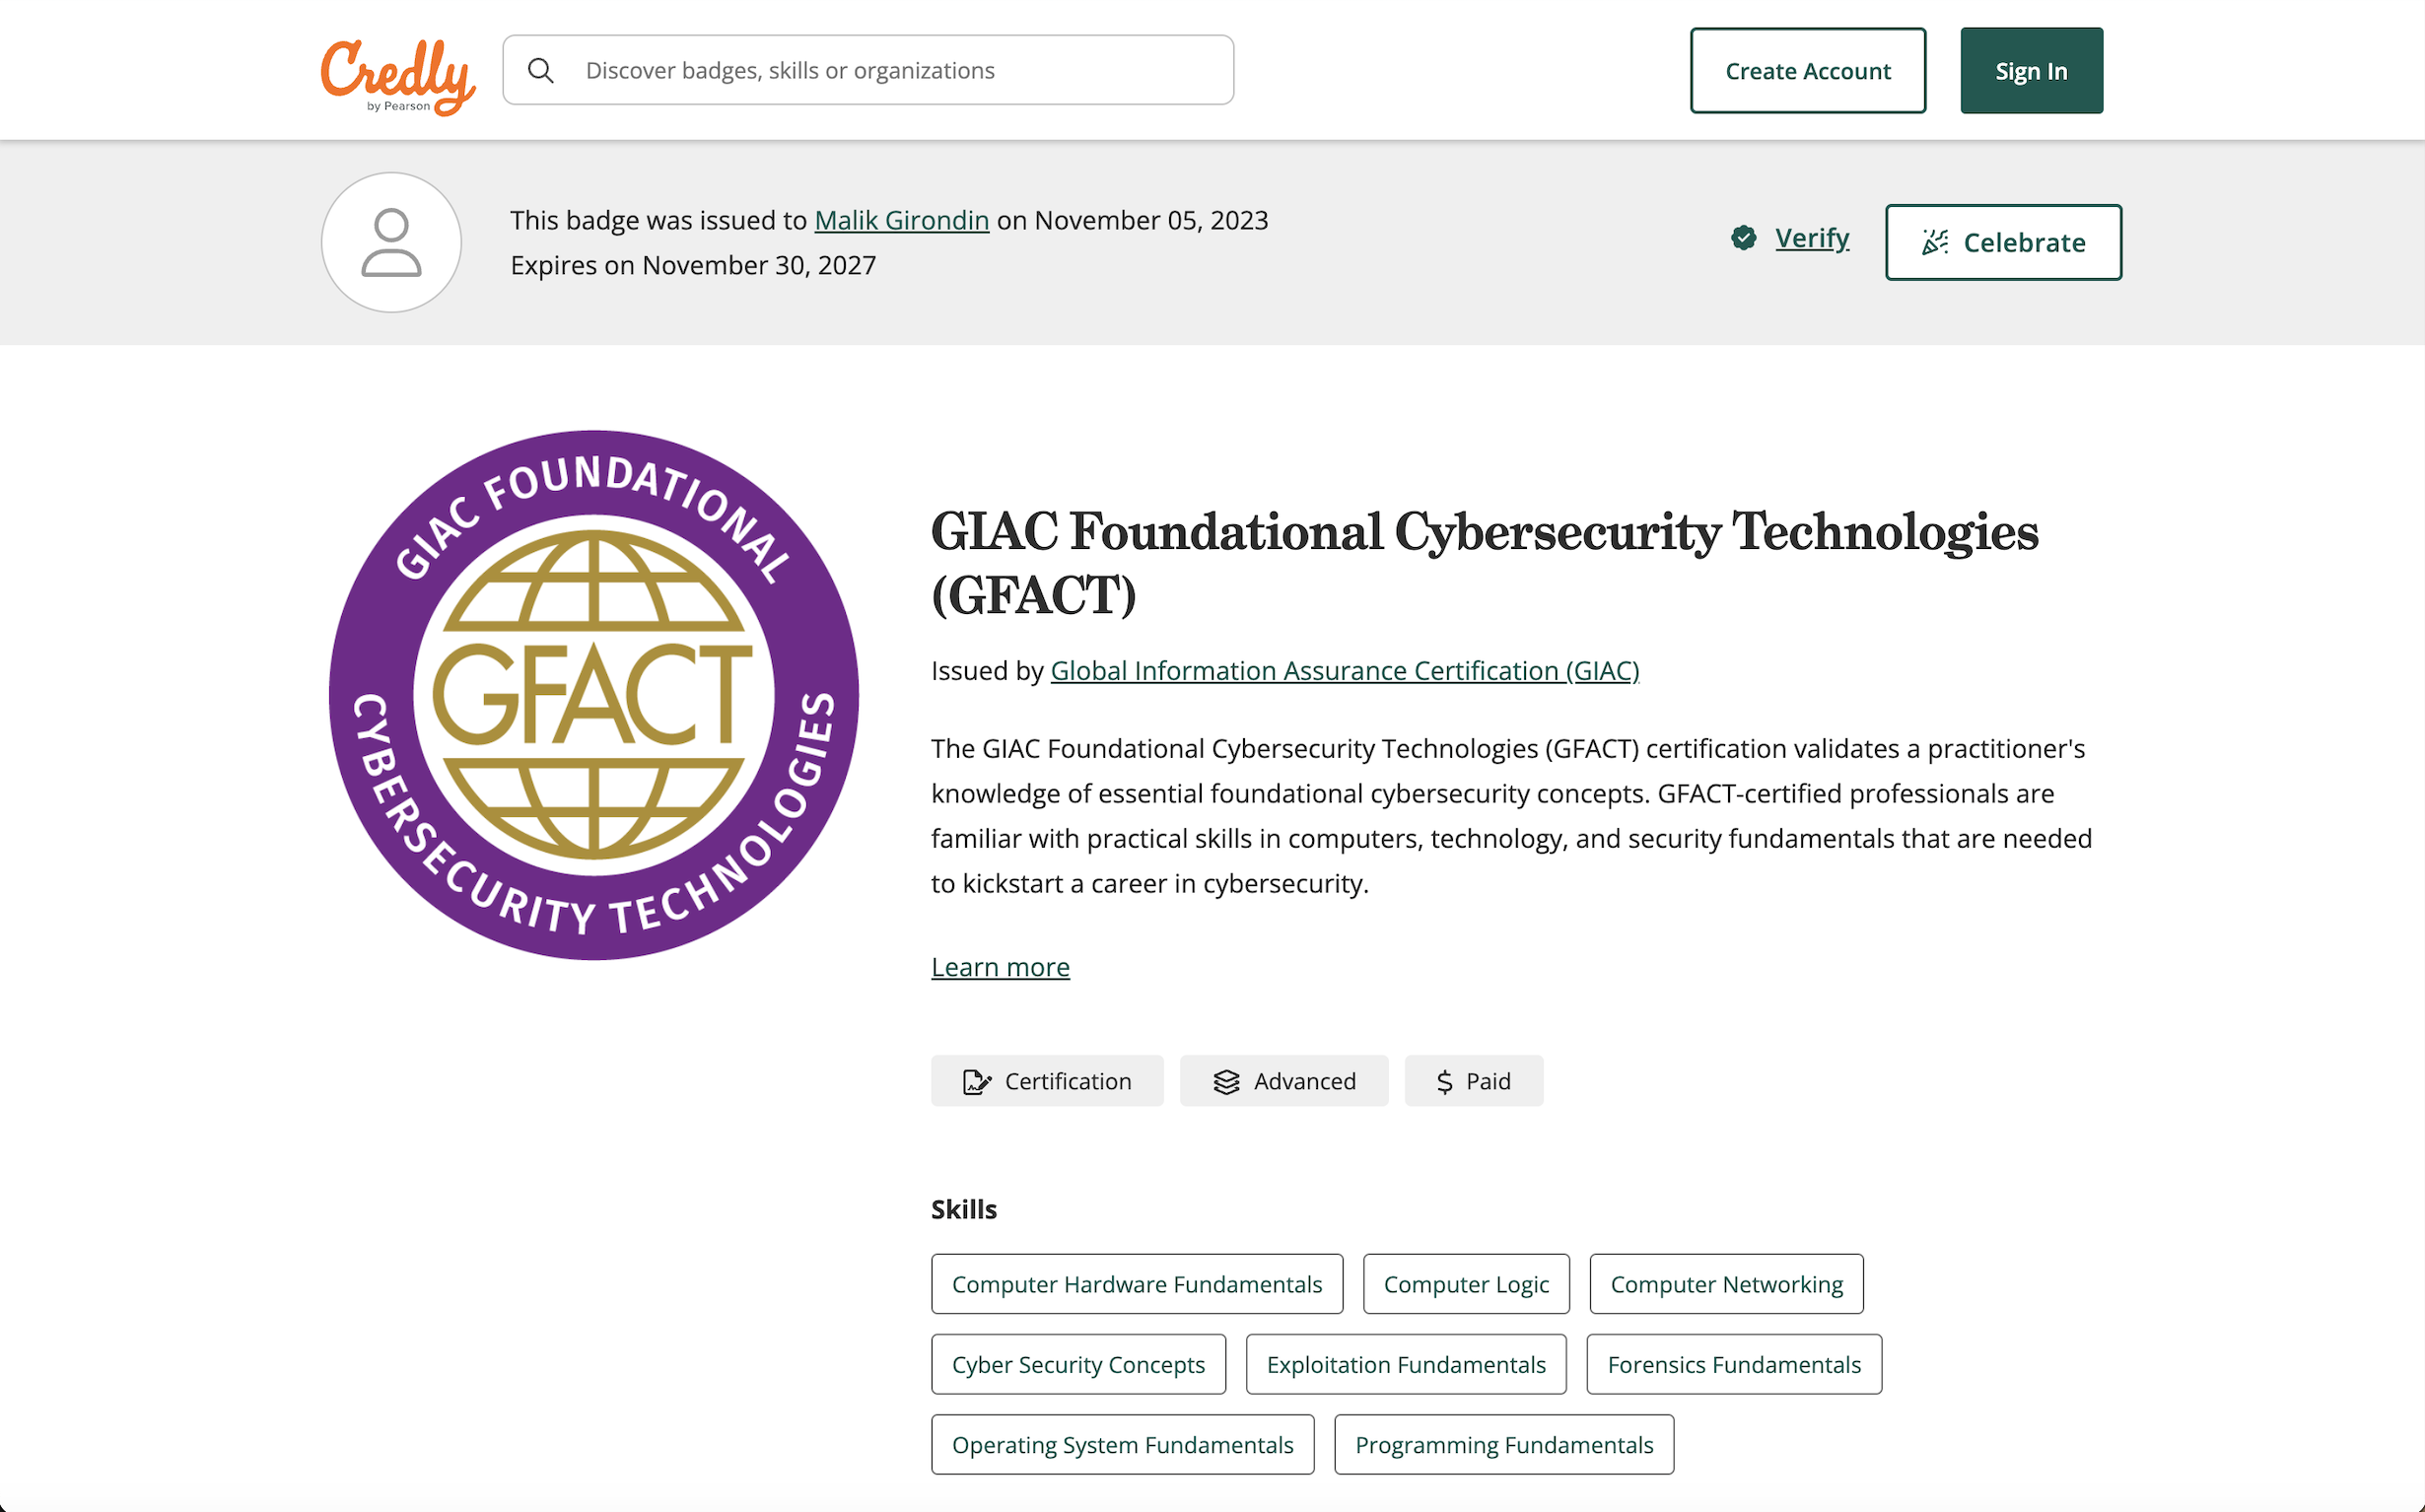 Credly
by Pearson
Discover badges, skills or organizations
Create Account
Sign In
This badge was issued to Malik Girondin on November 05, 2023
Expires on November 30, 2027
Verify
Celebrate
GIAC FOUNDATIONAL
GFACT
CYBERSECURITY TECHNOLOGIES
GIAC Foundational Cybersecurity Technologies
(GFACT)
Issued by Global Information Assurance Certification (GIAC)
The GIAC Foundational Cybersecurity Technologies (GFACT) certification validates a practitioner's
knowledge of essential foundational cybersecurity concepts. GFACT-certified professionals are
familiar with practical skills in computers, technology, and security fundamentals that are needed
to kickstart a career in cybersecurity.
Learn more
Certification
Advanced
$ Paid
Skills
Computer Hardware Fundamentals
Computer Logic
Computer Networking
Cyber Security Concepts
Exploitation Fundamentals
Forensics Fundamentals
Operating System Fundamentals
Programming Fundamentals